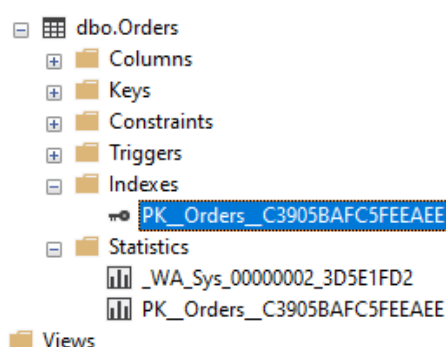 dbo.Orders
Columns
Keys
Constraints
Triggers
Indexes
PK__Orders__C3905BAFC5FEEAEE
Statistics
_WA_Sys_00000002_3D5E1FD2
PK__Orders__C3905BAFC5FEEAEE
Views